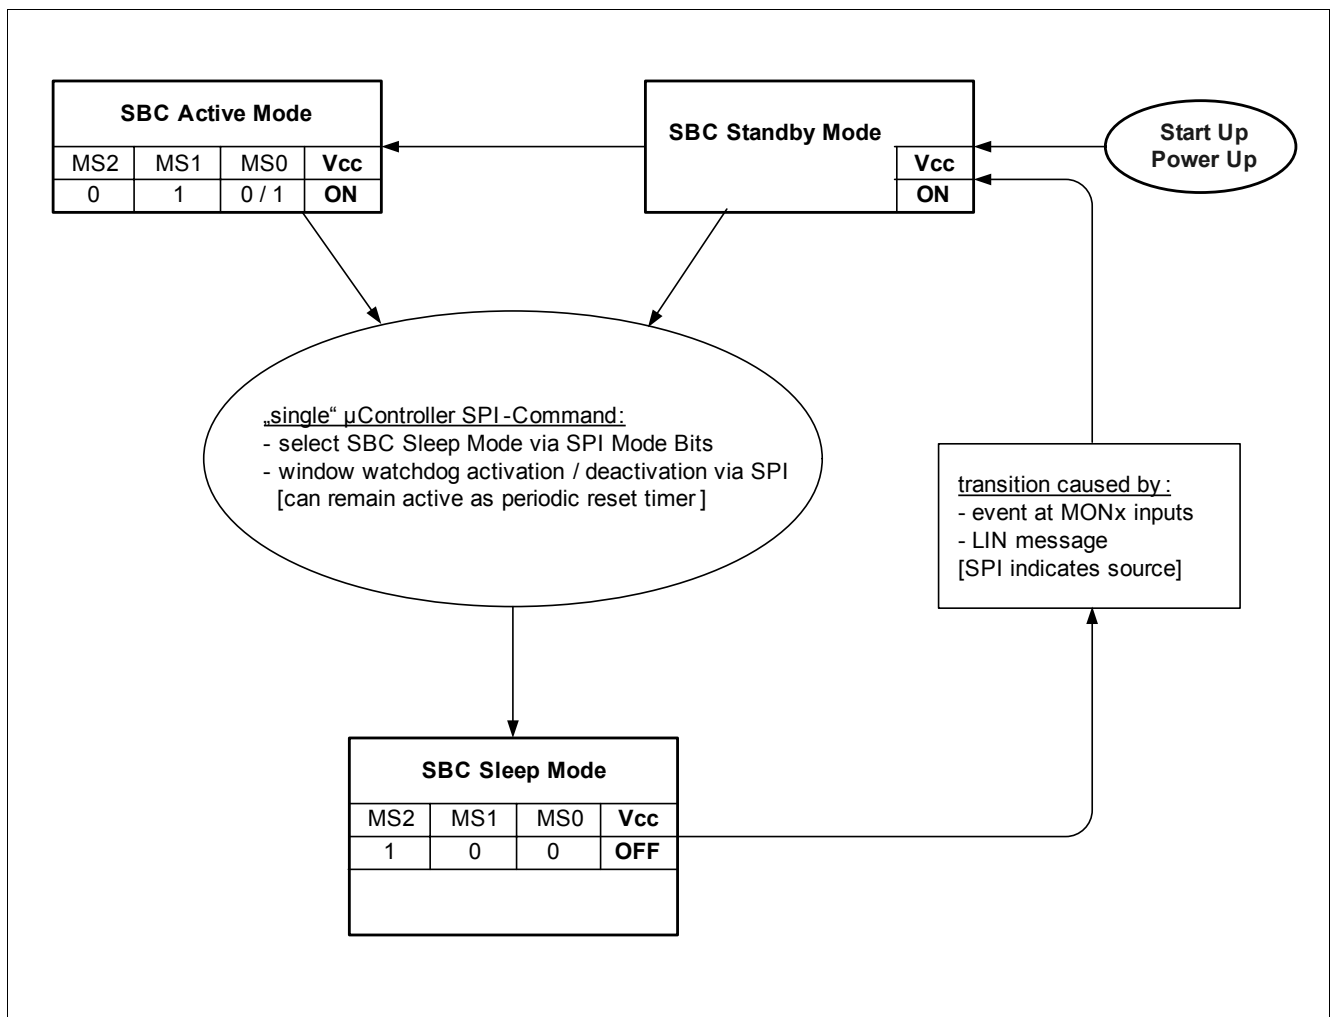 SBC Active Mode
MS2 MS1 MS0 Vcc
0 1 0 / 1 ON
SBC Standby Mode
Vcc
ON
Start Up
Power Up
„single“ µController SPI-Command:
- select SBC Sleep Mode via SPI Mode Bits
- window watchdog activation / deactivation via SPI
[can remain active as periodic reset timer]
transition caused by:
- event at MONx inputs
- LIN message
[SPI indicates source]
SBC Sleep Mode
MS2 MS1 MS0 Vcc
1 0 0 OFF